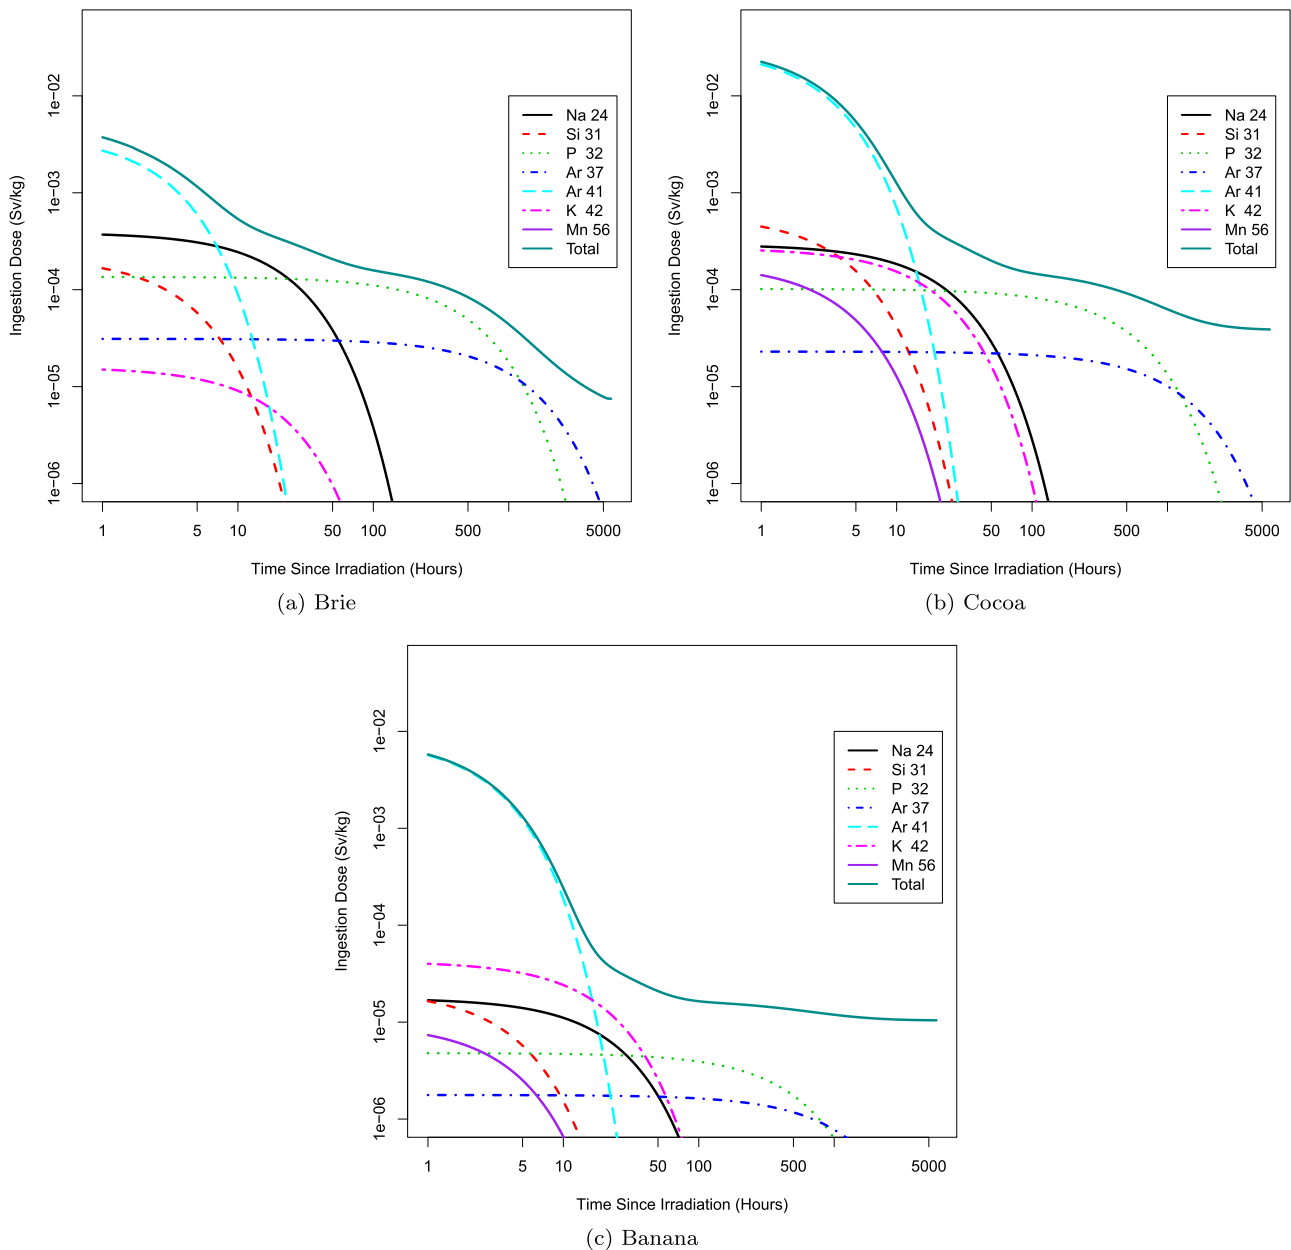 Ingestion Dose (Sv/kg)
1e−02
1e−03
1e−04
1e−05
1e−06
Na 24
Si 31
P 32
Ar 37
Ar 41
K 42
Mn 56
Total
1 5 10 50 100 500 5000
Time Since Irradiation (Hours)
(a) Brie
Ingestion Dose (Sv/kg)
1e−02
1e−03
1e−04
1e−05
1e−06
Na 24
Si 31
P 32
Ar 37
Ar 41
K 42
Mn 56
Total
1 5 10 50 100 500 5000
Time Since Irradiation (Hours)
(b) Cocoa
Ingestion Dose (Sv/kg)
1e−02
1e−03
1e−04
1e−05
1e−06
Na 24
Si 31
P 32
Ar 37
Ar 41
K 42
Mn 56
Total
1 5 10 50 100 500 5000
Time Since Irradiation (Hours)
(c) Banana